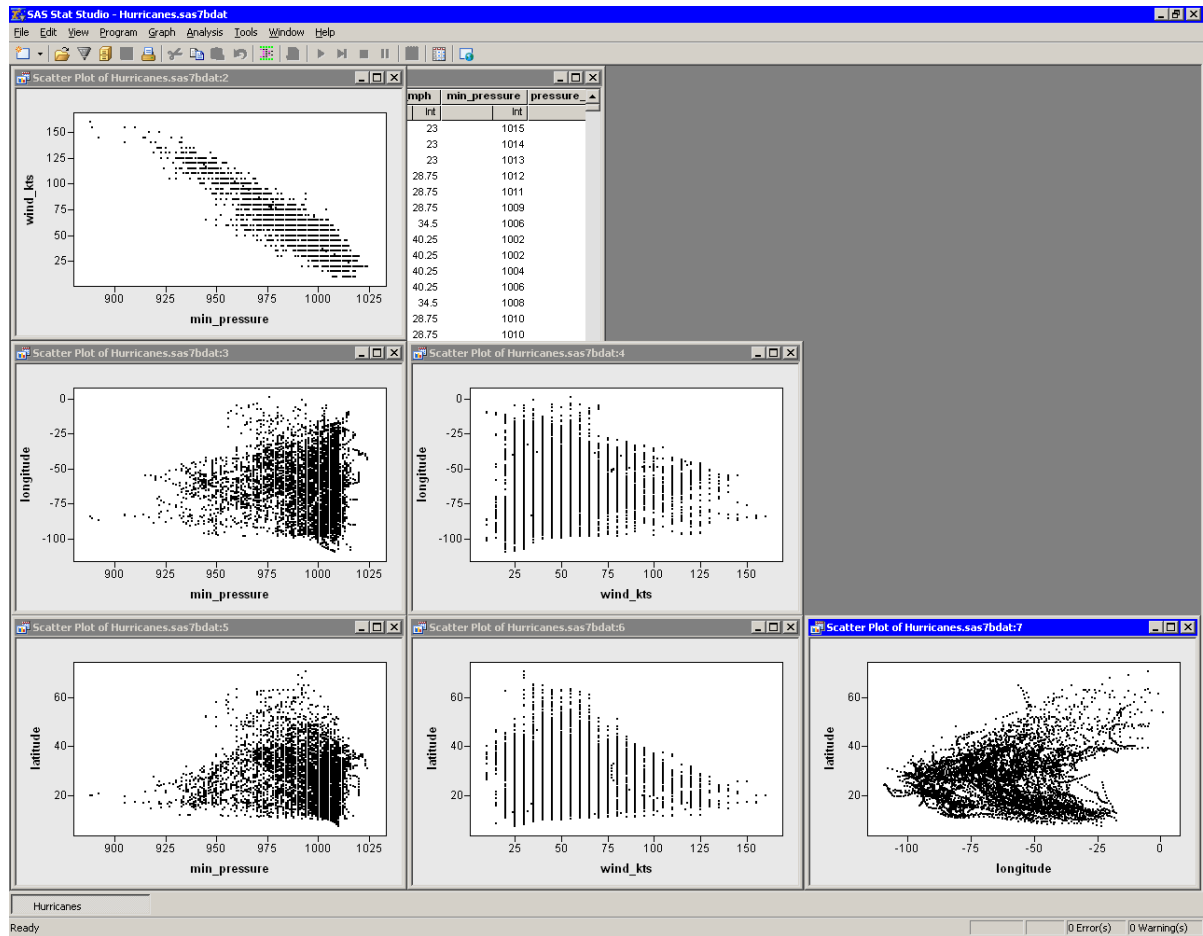 SAS Stat Studio - Hurricanes.sas7bdat
File Edit View Program Graph Analysis Tools Window Help
Scatter Plot of Hurricanes.sas7bdat:2
wind_kts
150
125
100
75
50
25
900 925 950 975 1000 1025
min_pressure
mph min_pressure pressure_
Int Int
23 1015
23 1014
23 1013
28.75 1012
28.75 1011
28.75 1009
34.5 1006
40.25 1002
40.25 1002
40.25 1004
40.25 1006
34.5 1008
28.75 1010
28.75 1010
Scatter Plot of Hurricanes.sas7bdat:3
longitude
0
-25
-50
-75
-100
900 925 950 975 1000 1025
min_pressure
Scatter Plot of Hurricanes.sas7bdat:4
longitude
0
-25
-50
-75
-100
25 50 75 100 125 150
wind_kts
Scatter Plot of Hurricanes.sas7bdat:5
latitude
60
40
20
900 925 950 975 1000 1025
min_pressure
Scatter Plot of Hurricanes.sas7bdat:6
latitude
60
40
20
25 50 75 100 125 150
wind_kts
Scatter Plot of Hurricanes.sas7bdat:7
latitude
60
40
20
-100 -75 -50 -25 0
longitude
Hurricanes
Ready 0 Error(s) 0 Warning(s)